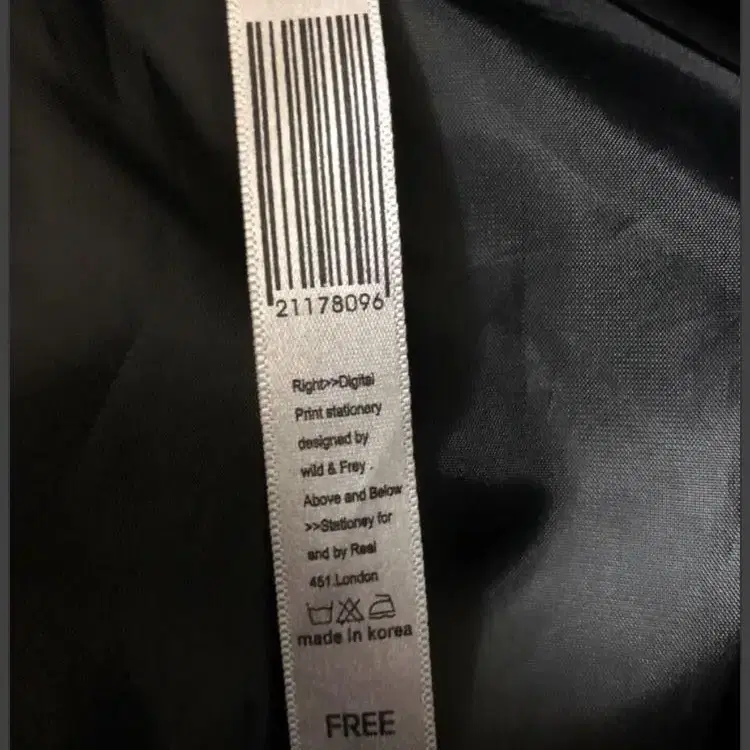 21178096
Right>>Digital
Print stationery
designed by
wild & Frey .
Above and Below
>>Stationey for
and by Real
451.London
made in korea
FREE